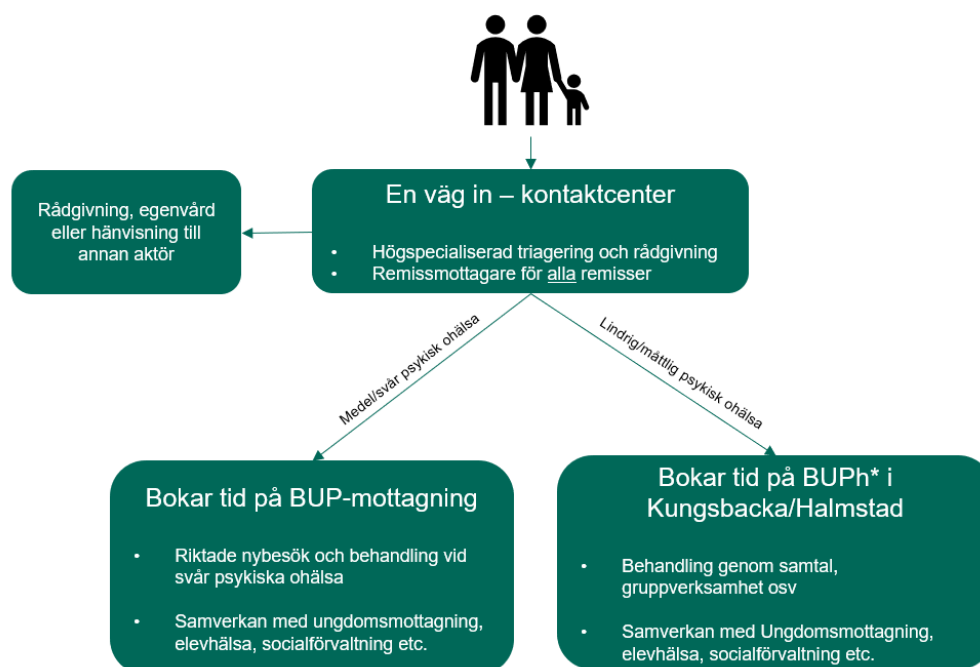 En väg in – kontaktcenter
• Högspecialiserad triagering och rådgivning
• Remissmottagare för alla remisser
Rådgivning, egenvård
eller hänvisning till
annan aktör
Medel/svår psykisk ohälsa
Lindrig/måttlig psykisk ohälsa
Bokar tid på BUP-mottagning
• Riktade nybesök och behandling vid
svår psykiska ohälsa
• Samverkan med ungdomsmottagning,
elevhälsa, socialförvaltning etc.
Bokar tid på BUPh* i
Kungsbacka/Halmstad
• Behandling genom samtal,
gruppverksamhet osv
• Samverkan med Ungdomsmottagning,
elevhälsa, socialförvaltning etc.